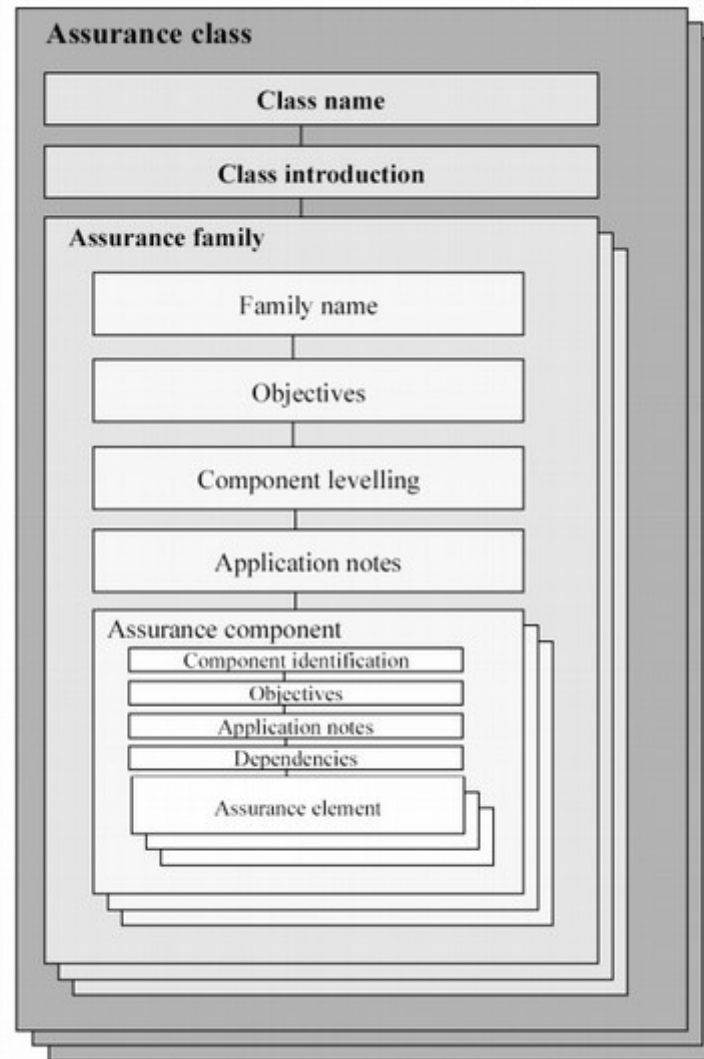 Assurance class
Class name
Class introduction
Assurance family
Family name
Objectives
Component levelling
Application notes
Assurance component
Component identification
Objectives
Application notes
Dependencies
Assurance element